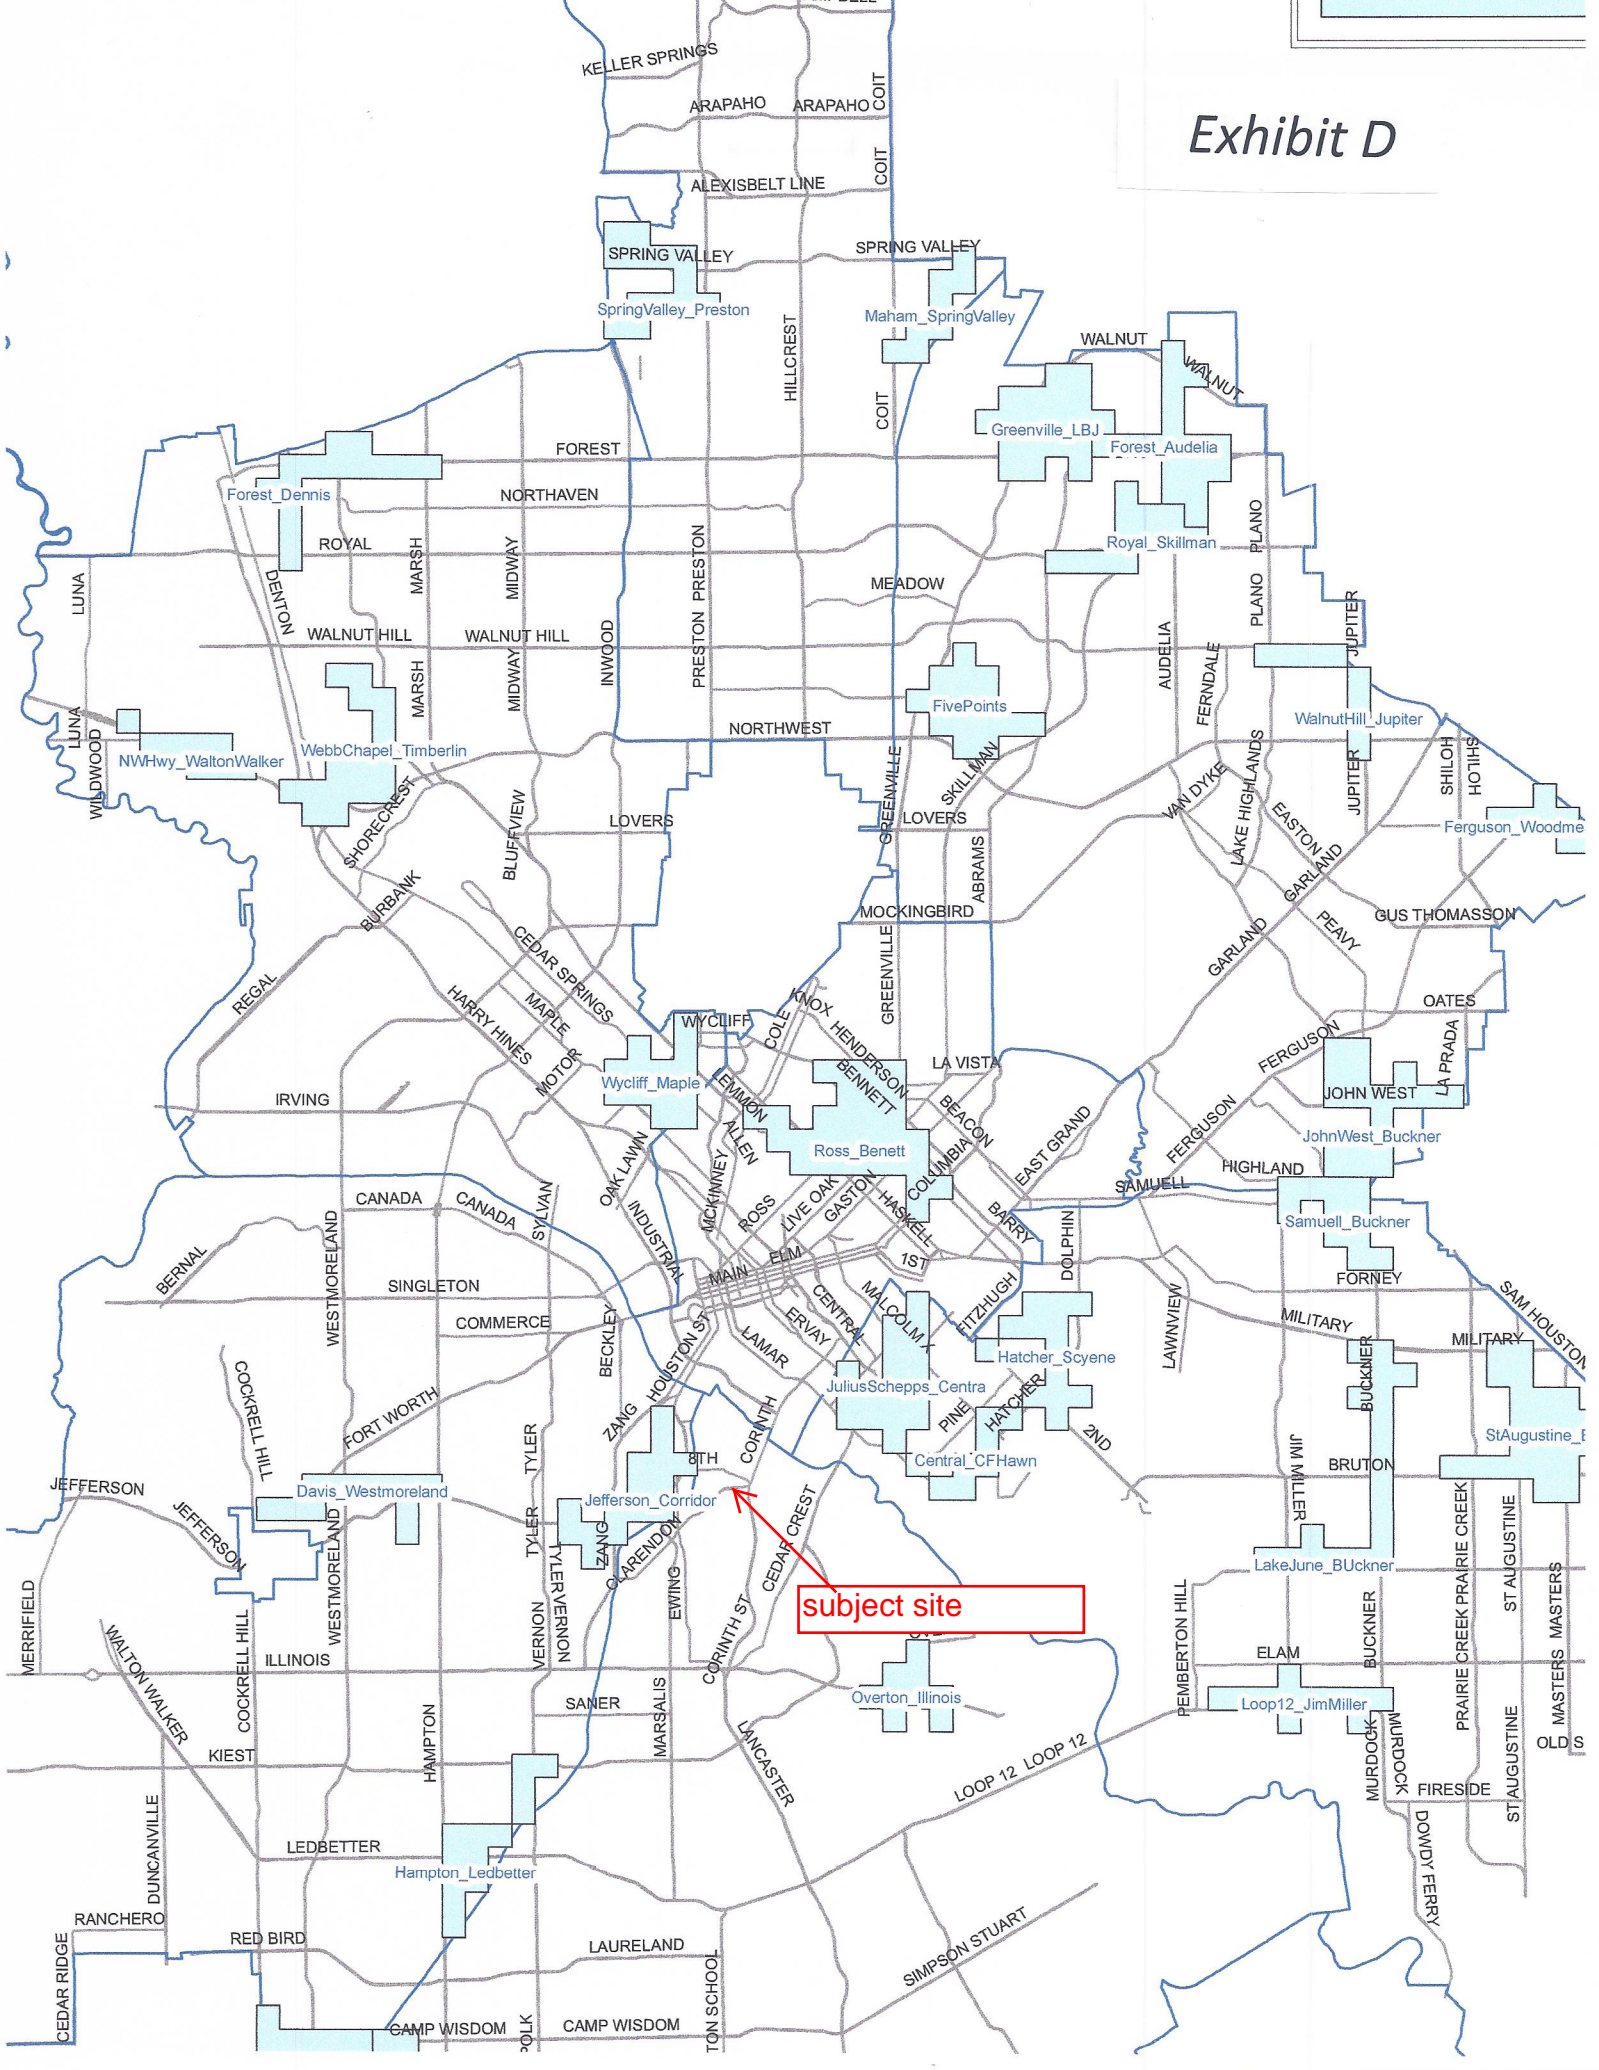 KELLER SPRINGS
ARAPAHO
ARAPAHO
COIT
Exhibit D
COIT
ALEXISBELT LINE
SPRING VALLEY
SPRING VALLEY
SpringValley_Preston
Maham_SpringValley
HILLCREST
WALNUT
WALNUT
COIT
Greenville_LBJ
Forest_Audelia
FOREST
Forest_Dennis
NORTHAVEN
ROYAL
MARSH
MIDWAY
PRESTON
PRESTON
Royal_Skillman
PLANO
PLANO
LUNA
DENTON
MEADOW
JUPITER
WALNUT HILL
WALNUT HILL
INWOOD
PRESTON
MARSH
MIDWAY
AUDELIA
FERNDALE
FivePoints
WalnutHill_Jupiter
LUNA
WILDWOOD
NWHwy_WaltonWalker
WebbChapel_Timberlin
NORTHWEST
GREENVILLE
SKILLMAN
VAN DYKE
LAKE HIGHLANDS
JUPITER
SHILOH
SHILOH
SHORECREST
BLUFFVIEW
LOVERS
LOVERS
ABRAMS
EASTON
Ferguson_Woodme
BURBANK
GARLAND
MOCKINGBIRD
GUS THOMASSON
PEAVY
GARLAND
REGAL
CEDAR SPRINGS
GREENVILLE
HARRY HINES
MAPLE
KNOX
OATES
WYCLIFF
COLE
HENDERSON
LA VISTA
FERGUSON
LA PRADA
MOTOR
Wycliff_Maple
LEMMON
BENNETT
JOHN WEST
IRVING
BEACON
EAST GRAND
FERGUSON
JohnWest_Buckner
ALLEN
Ross_Benett
COLUMBIA
OAK LAWN
MCKINNEY
HIGHLAND
SAMUELL
CANADA
CANADA
SYLVAN
ROSS
LIVE OAK
GASTON
HASKELL
BARRY
DOLPHIN
Samuell_Buckner
WESTMORELAND
INDUSTRIAL
BERNAL
ELM
MAIN
1ST
FORNEY
SINGLETON
CENTRAL
MALCOLM X
FITZHUGH
LAWNVIEW
SAM HOUSTON
COMMERCE
ERVAY
MILITARY
MILITARY
BECKLEY
HOUSTON ST
LAMAR
Hatcher_Scyene
BUCKNER
COCKRELL HILL
JuliusSchepps_Centra
FORT WORTH
ZANG
CORINTH
PINE
HATCHER
2ND
TYLER
8TH
Central_CFHawn
JIM MILLER
BRUTON
StAugustine_B
JEFFERSON
JEFFERSON
Davis_Westmoreland
Jefferson_Corridor
CEDAR CREST
TYLER
ZANG
CLARENDON
WESTMORELAND
TYLERVERNON
PRAIRIE CREEK
PRAIRIE CREEK
ST AUGUSTINE
LakeJune_BUckner
MERRIFIELD
EWING
subject site
PEMBERTON HILL
BUCKNER
MASTERS
MASTERS
WALTON WALKER
COCKRELL HILL
VERNON
CORINTH ST
ILLINOIS
ELAM
SANER
MARSALIS
Overton_Illinois
Loop12_JimMiller
HAMPTON
KIEST
LANCASTER
LOOP 12
LOOP 12
MURDOCK
MURDOCK
ST AUGUSTINE
OLD S
FIRESIDE
DUNCANVILLE
LEDBETTER
Hampton_Ledbetter
DOWDY FERRY
RANCHERO
CEDAR RIDGE
RED BIRD
LAURELAND
SIMPSON STUART
CAMP WISDOM
POLK
CAMP WISDOM
TON SCHOOL